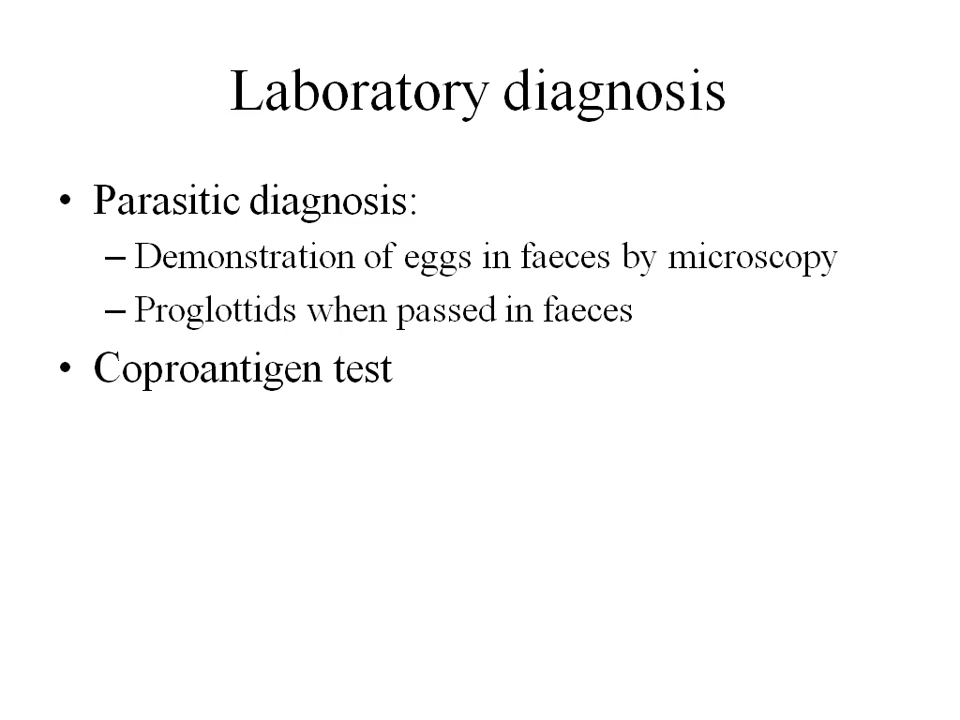 Laboratory diagnosis
• Parasitic diagnosis:
– Demonstration of eggs in faeces by microscopy
– Proglottids when passed in faeces
• Coproantigen test